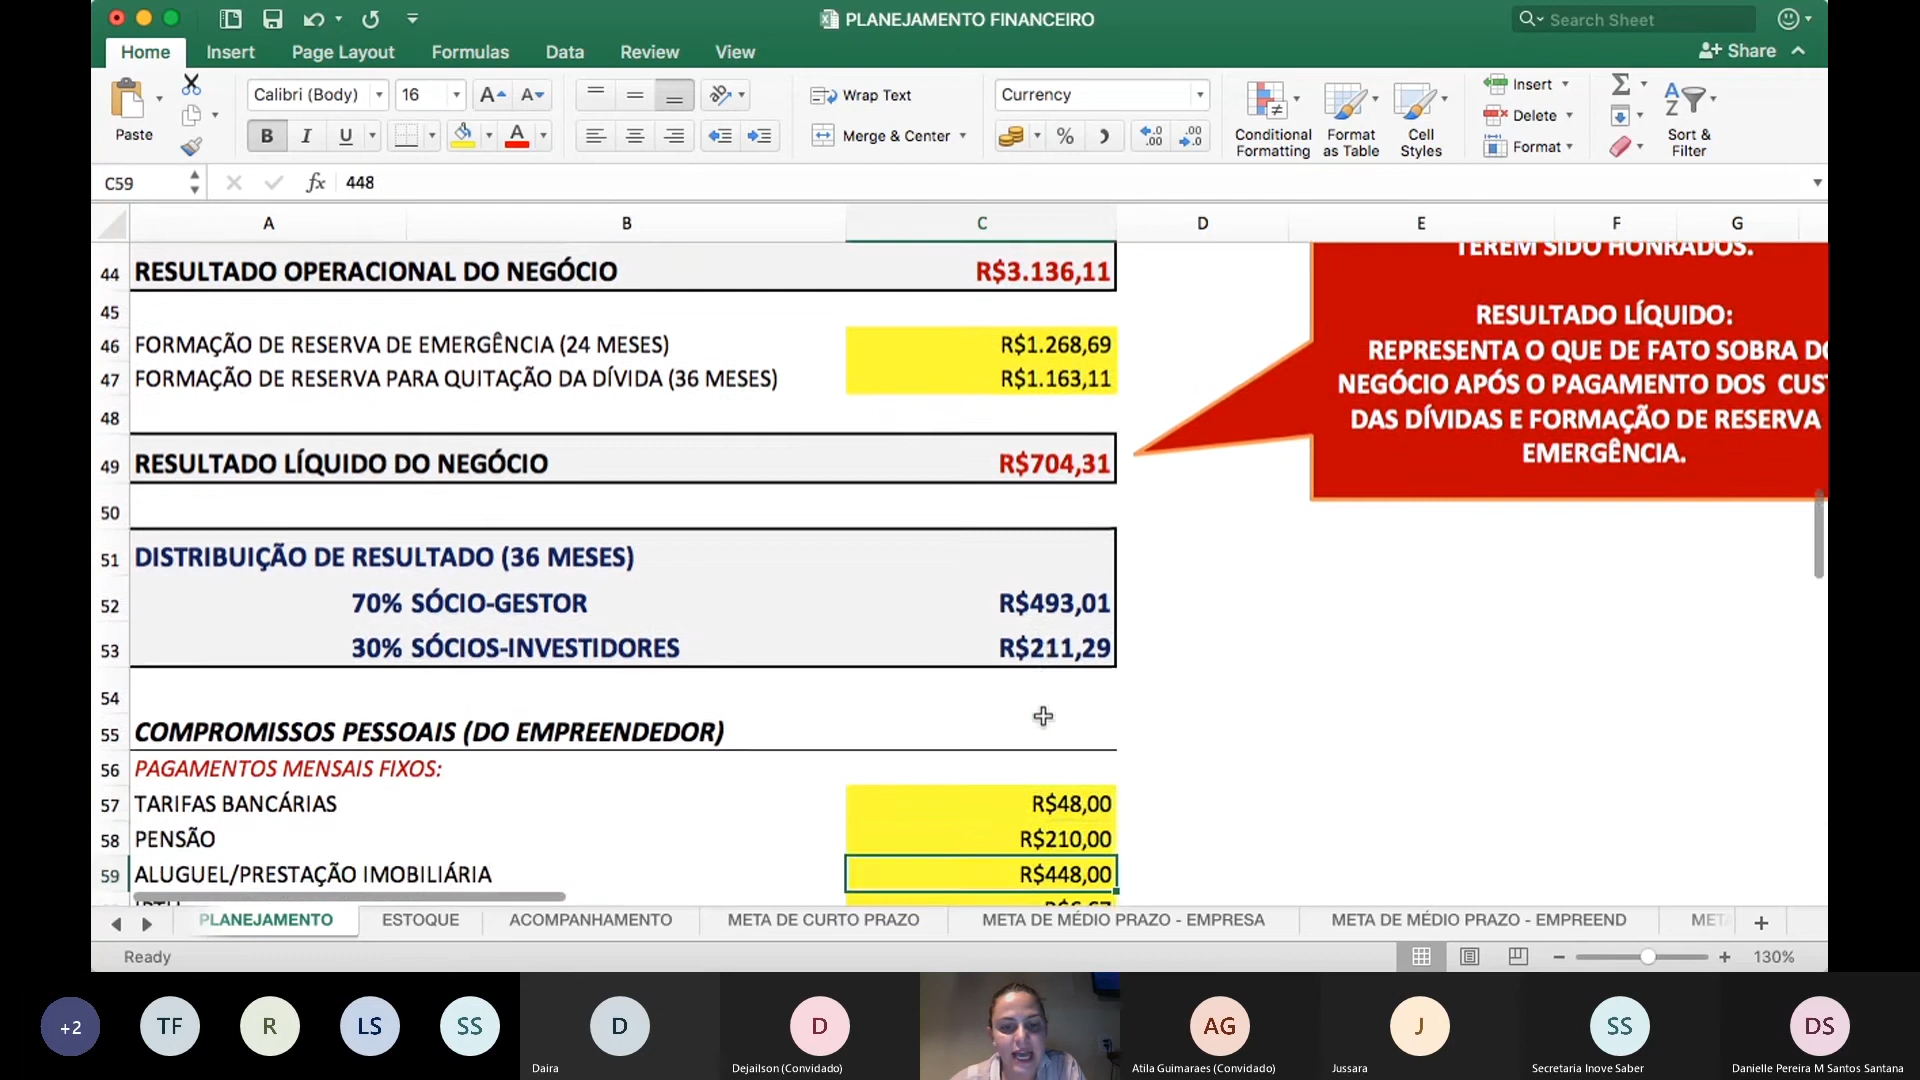 PLANEJAMENTO FINANCEIRO
Search Sheet
Home Insert Page Layout Formulas Data Review View
Share
Paste
Calibri (Body) 16
B I U
Wrap Text
Merge & Center
Currency
%
Conditional Formatting
Format as Table
Cell Styles
Insert
Delete
Format
Sort & Filter
C59 fx 448
A B C D E F G
TEREM SIDO HONRADOS.
44 RESULTADO OPERACIONAL DO NEGÓCIO R$3.136,11
45
46 FORMAÇÃO DE RESERVA DE EMERGÊNCIA (24 MESES) R$1.268,69
47 FORMAÇÃO DE RESERVA PARA QUITAÇÃO DA DÍVIDA (36 MESES) R$1.163,11
48
49 RESULTADO LÍQUIDO DO NEGÓCIO R$704,31
RESULTADO LÍQUIDO:
REPRESENTA O QUE DE FATO SOBRA
NEGÓCIO APÓS O PAGAMENTO DOS
DAS DÍVIDAS E FORMAÇÃO DE RESERVA
EMERGÊNCIA.
50
51 DISTRIBUIÇÃO DE RESULTADO (36 MESES)
52 70% SÓCIO-GESTOR R$493,01
53 30% SÓCIOS-INVESTIDORES R$211,29
54
55 COMPROMISSOS PESSOAIS (DO EMPREENDEDOR)
56 PAGAMENTOS MENSAIS FIXOS:
57 TARIFAS BANCÁRIAS R$48,00
58 PENSÃO R$210,00
59 ALUGUEL/PRESTAÇÃO IMOBILIÁRIA R$448,00
PLANEJAMENTO ESTOQUE ACOMPANHAMENTO META DE CURTO PRAZO META DE MÉDIO PRAZO - EMPRESA META DE MÉDIO PRAZO - EMPREEND
Ready
130%
+2 TF R LS SS D D AG J SS DS
Daira Dejailson (Convidado) Atila Guimaraes (Convidado) Jussara Secretaria Inove Saber Danielle Pereira M Santos Santana